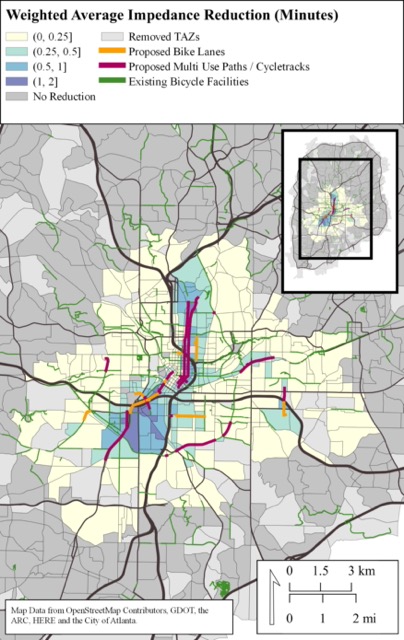 Weighted Average Impedance Reduction (Minutes)
(0, 0.25]
(0.25, 0.5]
(0.5, 1]
(1, 2]
No Reduction
Removed TAZs
Proposed Bike Lanes
Proposed Multi Use Paths / Cycletracks
Existing Bicycle Facilities
0 1.5 3 km
0 1 2 mi
Map Data from OpenStreetMap Contributors, GDOT, the
ARC, HERE and the City of Atlanta.